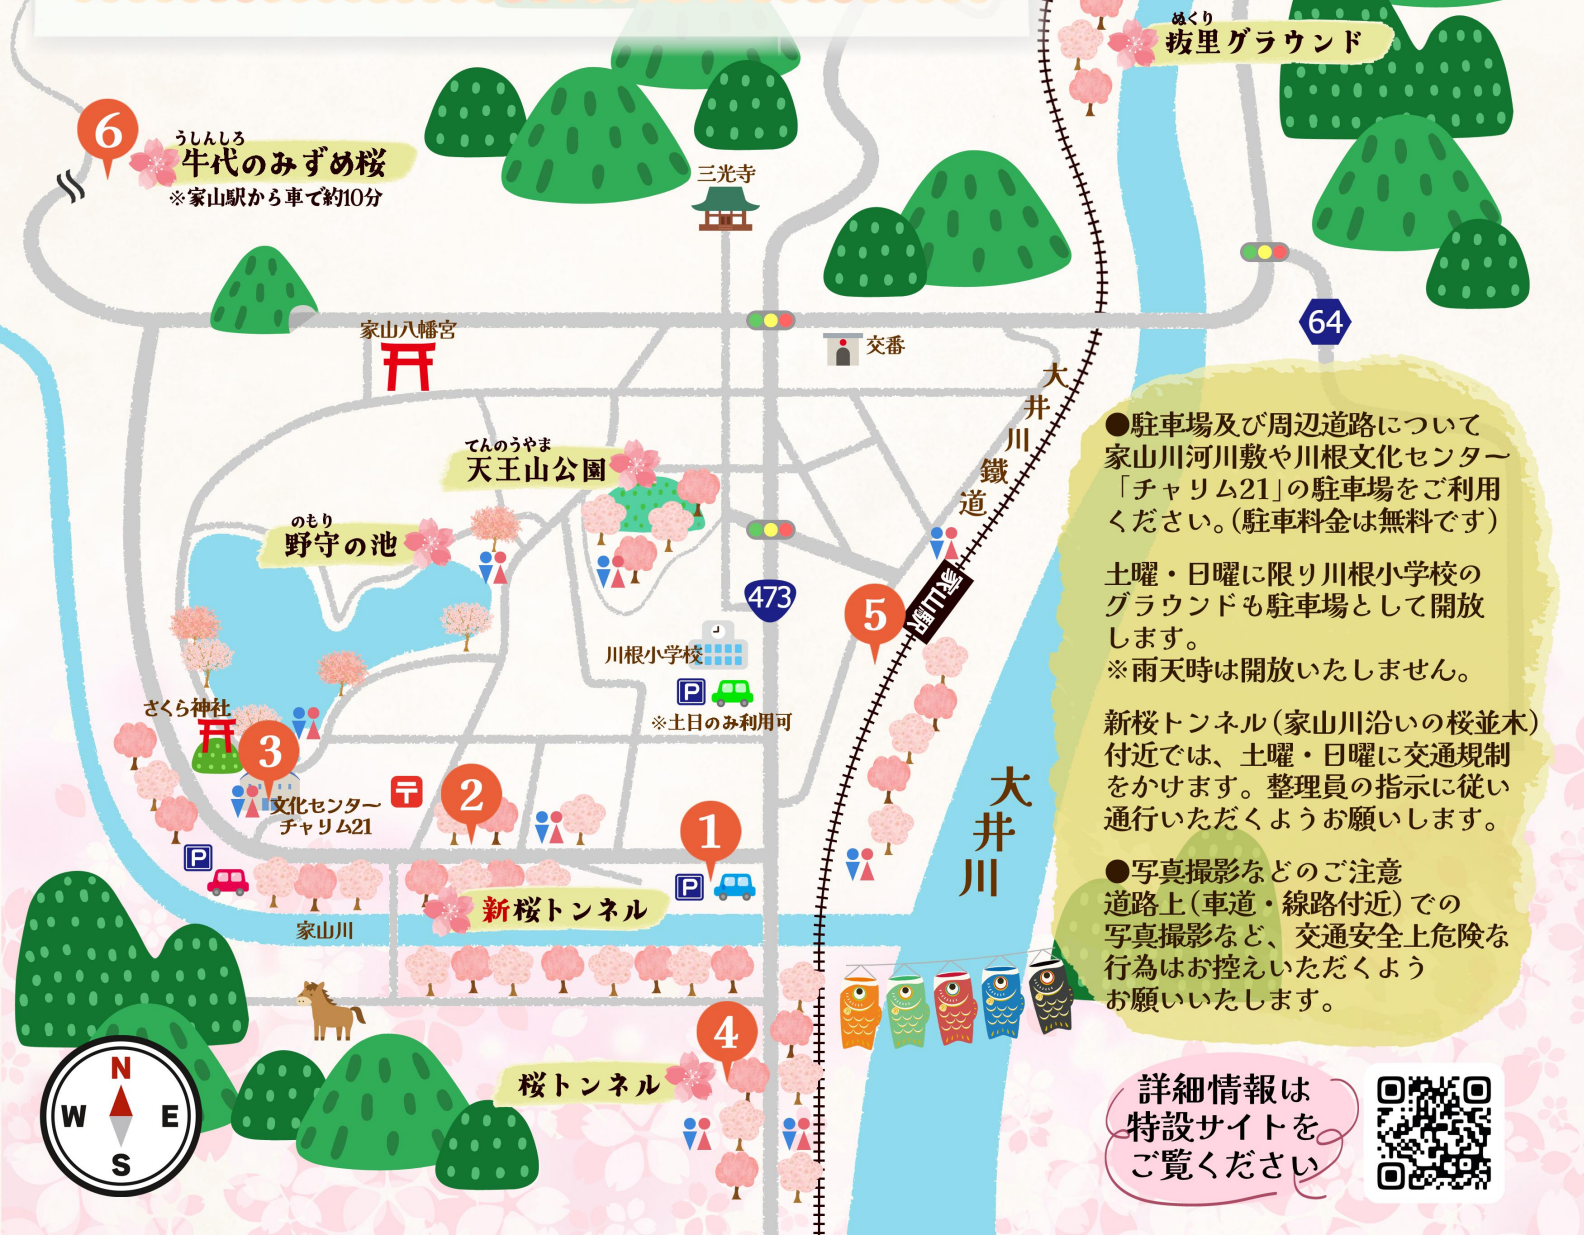 ぬくり
抜里グラウンド
6
うしんしろ
牛代のみずめ桜
※家山駅から車で約10分
三光寺
64
家山八幡宮
交番
大井川鐵道
てんのうやま
天王山公園
のもり
野守の池
473
5
家山駅
川根小学校
P
※土日のみ利用可
さくら神社
3
文化センター
チャリム21
〒
2
1
P
P
新桜トンネル
家山川
大井川
4
桜トンネル
N
W
E
S
●駐車場及び周辺道路について
家山川河川敷や川根文化センター
「チャリム21」の駐車場をご利用
ください。(駐車料金は無料です)
土曜・日曜に限り川根小学校の
グラウンドも駐車場として開放
します。
※雨天時は開放いたしません。
新桜トンネル(家山川沿いの桜並木)
付近では、土曜・日曜に交通規制
をかけます。整理員の指示に従い
通行いただくようお願いします。
●写真撮影などのご注意
道路上(車道・線路付近)での
写真撮影など、交通安全上危険な
行為はお控えいただくよう
お願いいたします。
詳細情報は
特設サイトを
ご覧ください